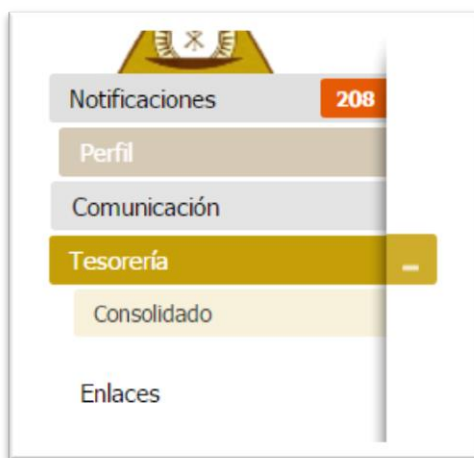 Notificaciones 208
Perfil
Comunicación
Tesorería –
Consolidado
Enlaces